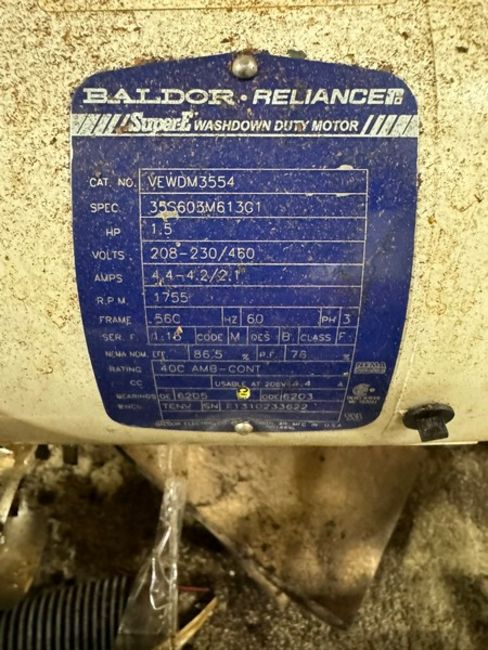 BALDOR · RELIANCE
Super-E WASHDOWN DUTY MOTOR
CAT. NO. VEWDM3554
SPEC. 35S603M613G1
HP 1.5
VOLTS 208-230/460
AMPS 4.4-4.2/2.1
R.P.M. 1755
FRAME 56C HZ 60 PH 3
SER. F. 1.15 CODE M DES B CLASS F
NEMA NOM. EFF 86.5 % P.F. 76 %
RATING 40C AMB-CONT
CC USABLE AT 208V 4.4 A
BEARINGS DE 6205 ODE 6203
ENCL TENV SN F1310233622